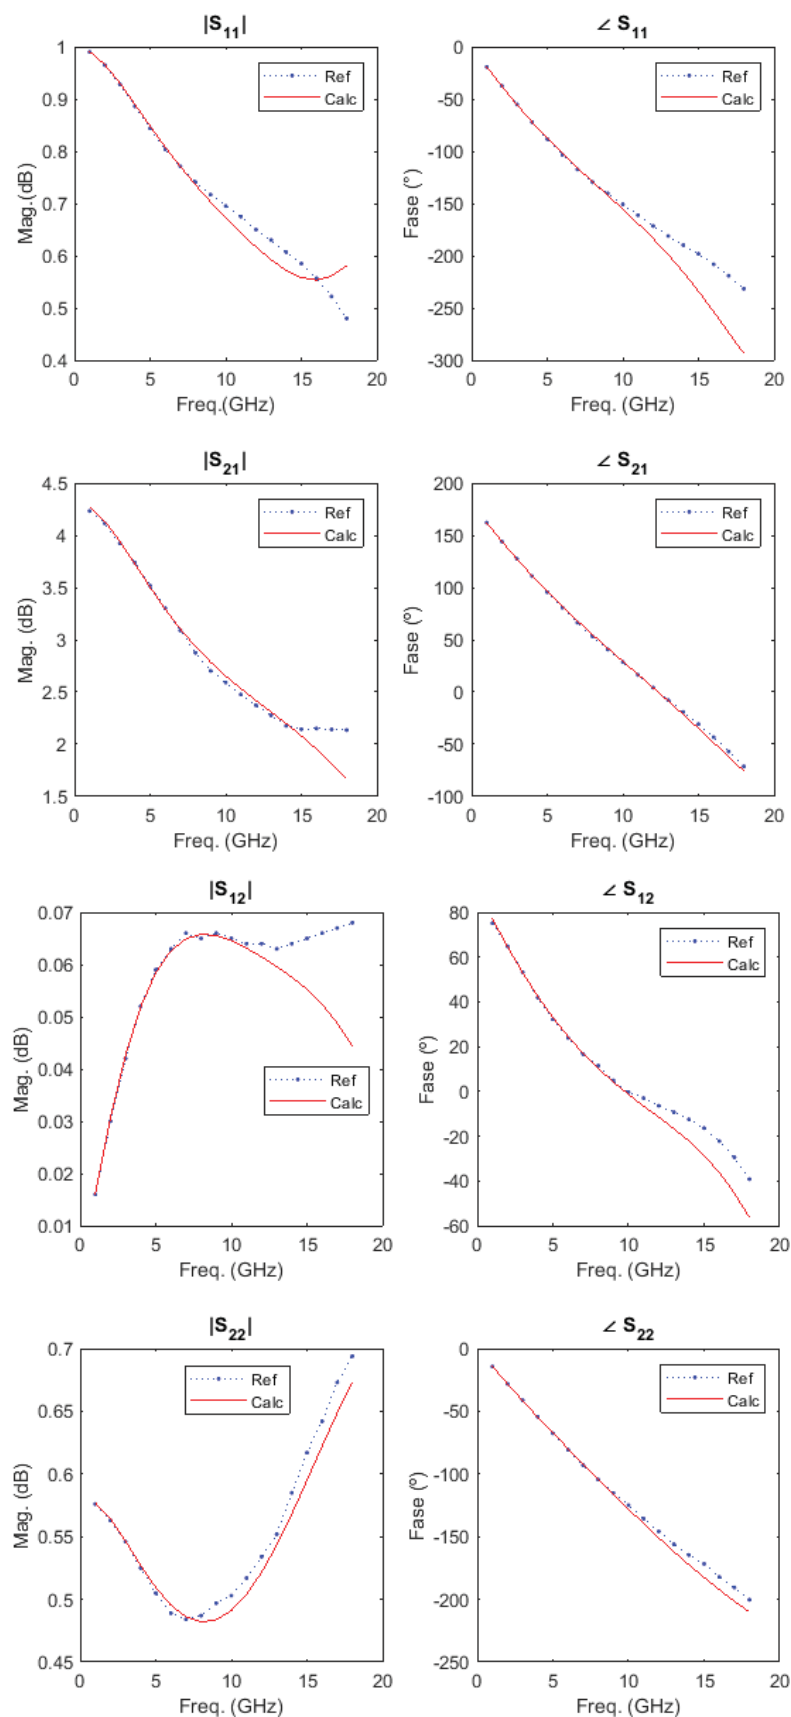 |S11|
1
0.9
0.8
0.7
0.6
0.5
0.4
Mag.(dB)
Ref
Calc
0 5 10 15 20
Freq.(GHz)
∠ S11
0
-50
-100
-150
-200
-250
-300
Fase (°)
Ref
Calc
0 5 10 15 20
Freq. (GHz)
|S21|
4.5
4
3.5
3
2.5
2
1.5
Mag. (dB)
Ref
Calc
0 5 10 15 20
Freq. (GHz)
∠ S21
200
150
100
50
0
-50
-100
Fase (º)
Ref
Calc
0 5 10 15 20
Freq. (GHz)
|S12|
0.07
0.06
0.05
0.04
0.03
0.02
0.01
Mag. (dB)
Ref
Calc
0 5 10 15 20
Freq. (GHz)
∠ S12
80
60
40
20
0
-20
-40
-60
Fase (º)
Ref
Calc
0 5 10 15 20
Freq. (GHz)
|S22|
0.7
0.65
0.6
0.55
0.5
0.45
Mag. (dB)
Ref
Calc
0 5 10 15 20
Freq. (GHz)
∠ S22
0
-50
-100
-150
-200
-250
Fase (º)
Ref
Calc
0 5 10 15 20
Freq. (GHz)